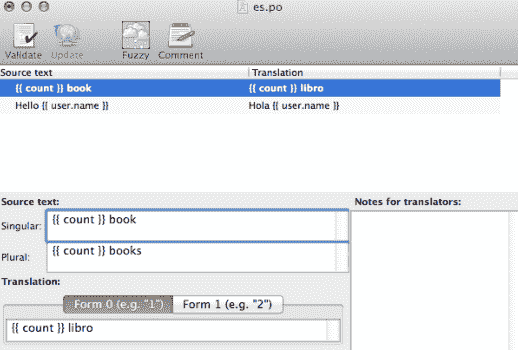 es.po
Validate Update Fuzzy Comment
Source text Translation
{{ count }} book {{ count }} libro
Hello {{ user.name }} Hola {{ user.name }}
Source text: Notes for translators:
Singular: {{ count }} book
Plural: {{ count }} books
Translation:
Form 0 (e.g. "1") Form 1 (e.g. "2")
{{ count }} libro